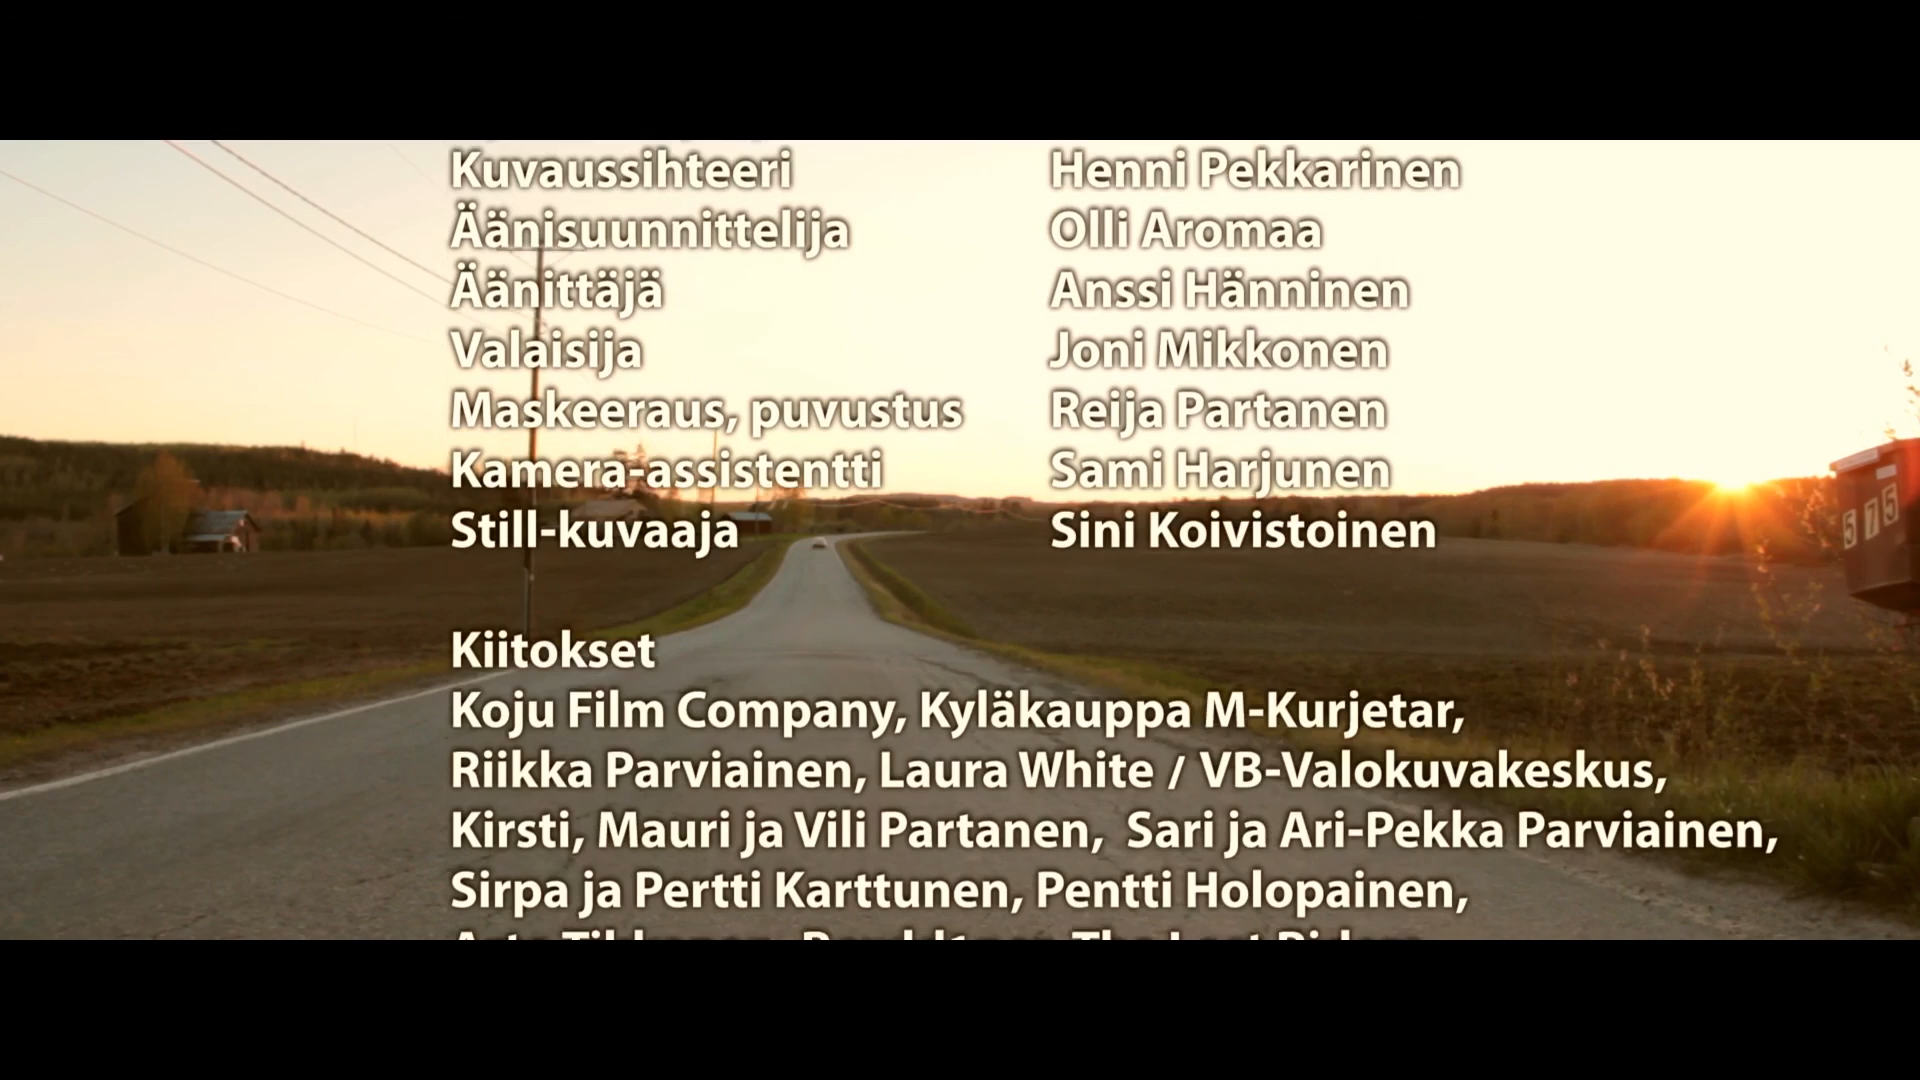 Kuvaussihteeri Henni Pekkarinen
Äänisuunnittelija Olli Aromaa
Äänittäjä Anssi Hänninen
Valaisija Joni Mikkonen
Maskeeraus, puvustus Reija Partanen
Kamera-assistentti Sami Harjunen
Still-kuvaaja Sini Koivistoinen
Kiitokset
Koju Film Company, Kyläkauppa M-Kurjetar,
Riikka Parviainen, Laura White / VB-Valokuvakeskus,
Kirsti, Mauri ja Vili Partanen, Sari ja Ari-Pekka Parviainen,
Sirpa ja Pertti Karttunen, Pentti Holopainen,
575